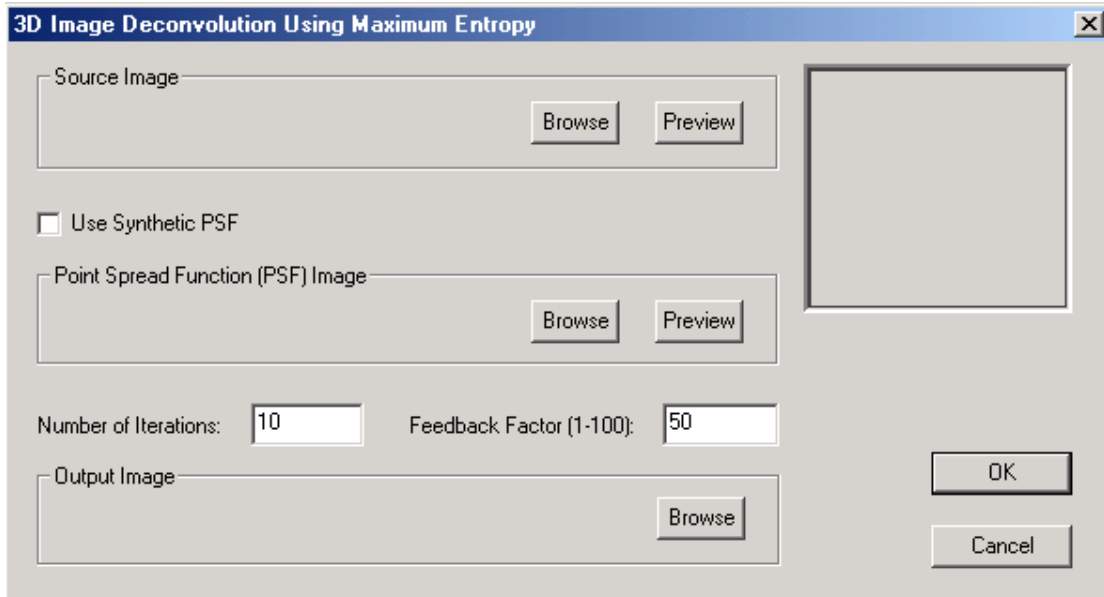 3D Image Deconvolution Using Maximum Entropy
Source Image
Browse Preview
Use Synthetic PSF
Point Spread Function (PSF) Image
Browse Preview
Number of Iterations: 10 Feedback Factor (1-100): 50
Output Image
Browse
OK
Cancel